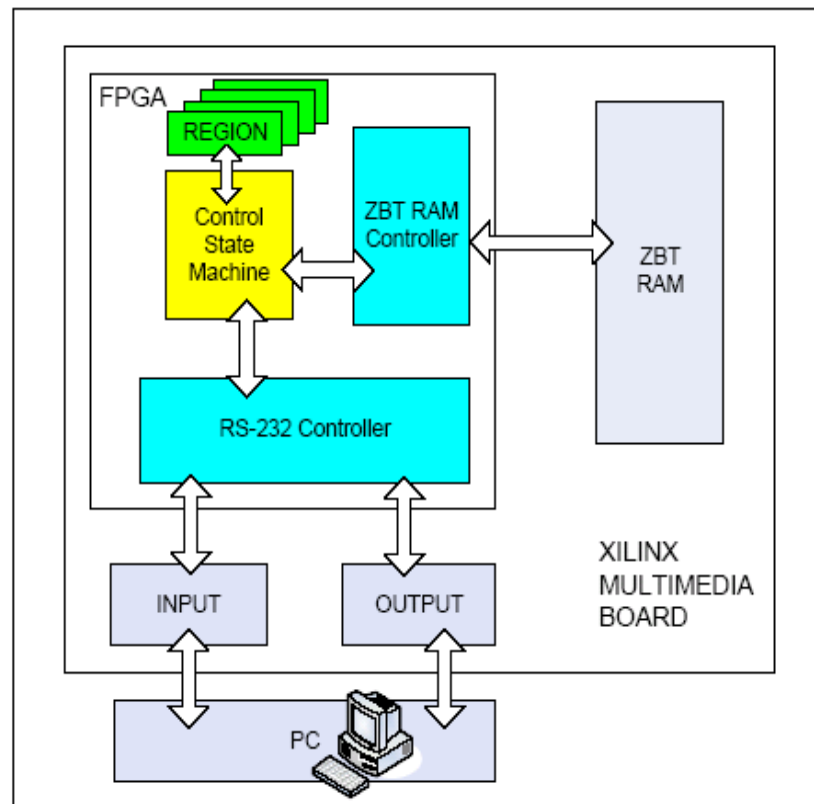 FPGA
REGION
Control
State
Machine
ZBT RAM
Controller
ZBT
RAM
RS-232 Controller
INPUT
OUTPUT
XILINX
MULTIMEDIA
BOARD
PC